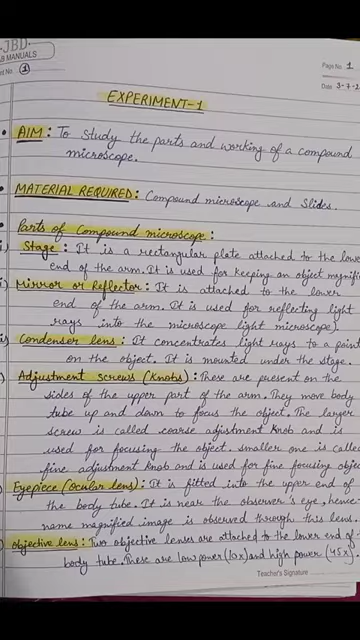 JBD
LAB MANUALS
Expt No. 1
Page No. 1
Date 3-7-2
EXPERIMENT-1
• AIM: To study the parts and working of a compound
microscope.
• MATERIAL REQUIRED: Compound microscope and Slides.
• Parts of Compound microscope:
i) Stage: It is a rectangular plate attached to the lower
end of the arm. It is used for keeping an object magnifi
ii) Mirror or Reflector: It is attached to the lower
end of the arm. It is used for reflecting light
rays into the microscope light microscope).
Condenser lens: It concentrates light rays to a point
on the object. It is mounted under the stage.
Adjustment Screws (Knobs): These are present on the
sides of the upper part of the arm. They move body
tube up and down to focus the object. The larger
screw is called coarse adjustment knob and is
used for focusing the object. smaller one is called
fine adjustment knob and is used for fine focusing objec
Eyepiece (Ocular lens): It is fitted into the upper end of
the body tube. It is near the observer's eye, hence
name magnified image is observed through this lens.
Objective lens: Two objective lenses are attached to the lower end of
body tube. These are low power (10x) and high power (45x).
Teacher's Signature